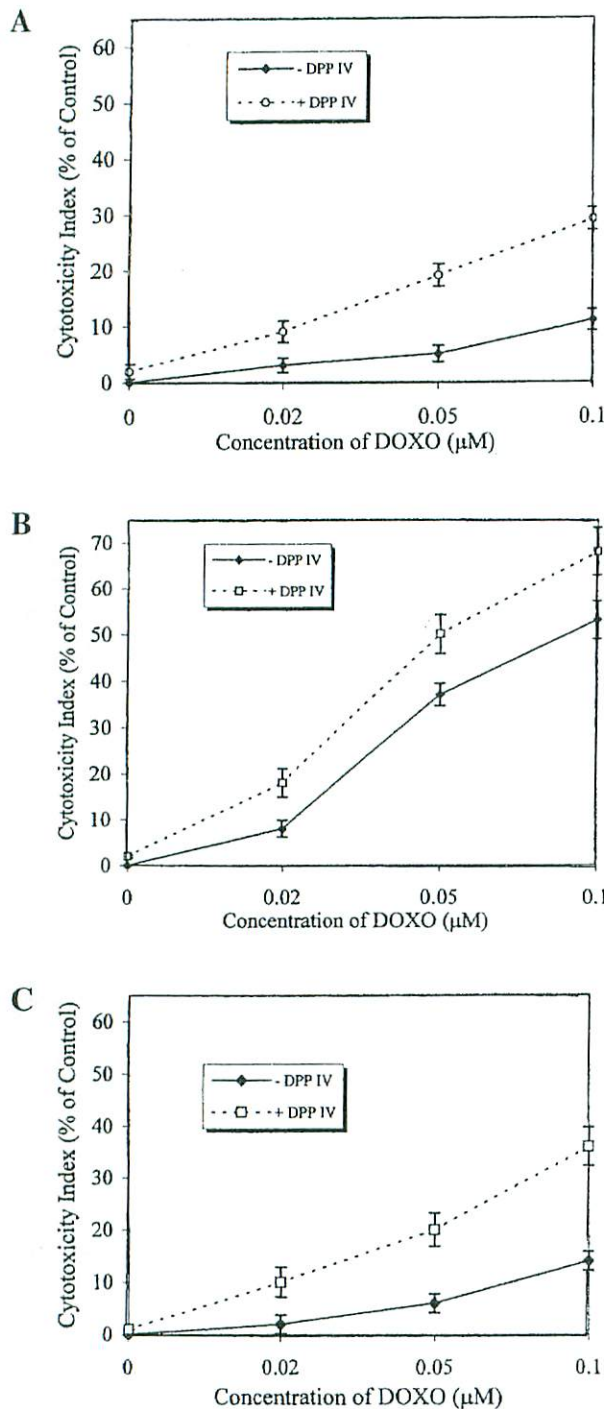 A
Cytotoxicity Index (% of Control)
60
50
40
30
20
10
0
- DPP IV
+ DPP IV
0 0.02 0.05 0.1
Concentration of DOXO (μM)
B
Cytotoxicity Index (% of Control)
70
60
50
40
30
20
10
0
- DPP IV
+ DPP IV
0 0.02 0.05 0.1
Concentration of DOXO (μM)
C
Cytotoxicity Index (% of Control)
60
50
40
30
20
10
0
- DPP IV
+ DPP IV
0 0.02 0.05 0.1
Concentration of DOXO (μM)